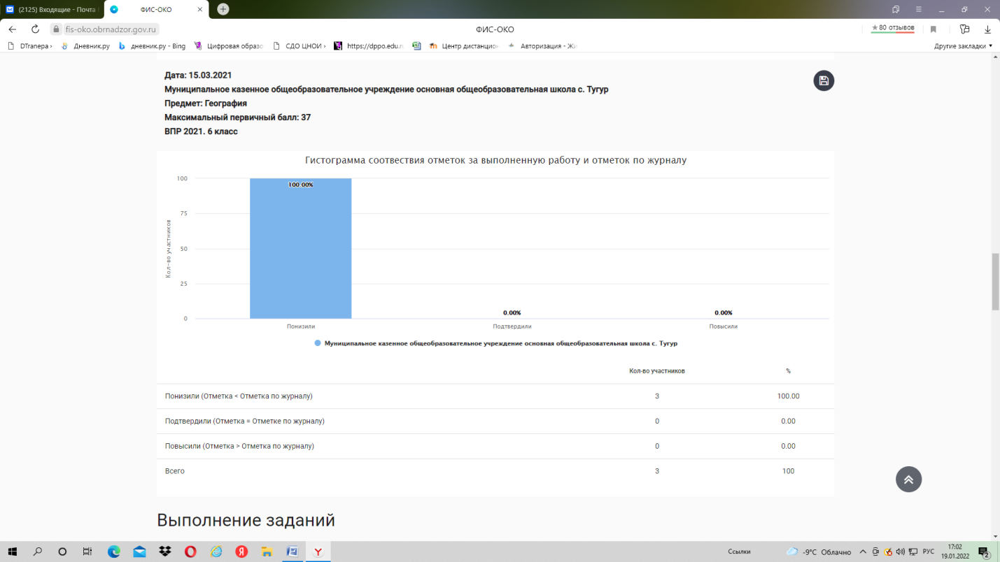 (2125) Входящие - Почта
ФИС-ОКО
fis-oko.obrnadzor.gov.ru
ФИС-ОКО
80 отзывов
DTranepa
Дневник.ру
дневник.ру - Bing
Цифровая образо
СДО ЦНОИ
https://dppo.edu.ru
Центр дистанцион
Авторизация - Жи
Другие закладки
Дата: 15.03.2021
Муниципальное казенное общеобразовательное учреждение основная общеобразовательная школа с. Тугур
Предмет: География
Максимальный первичный балл: 37
ВПР 2021. 6 класс
Гистограмма соотвествия отметок за выполненную работу и отметок по журналу
Кол-во участников
100
75
50
25
0
100.00%
0.00%
0.00%
Понизили
Подтвердили
Повысили
Муниципальное казенное общеобразовательное учреждение основная общеобразовательная школа с. Тугур
Кол-во участников %
Понизили (Отметка < Отметка по журналу) 3 100.00
Подтвердили (Отметка = Отметке по журналу) 0 0.00
Повысили (Отметка > Отметка по журналу) 0 0.00
Всего 3 100
Выполнение заданий
Ссылки
-9°C Облачно
РУС
17:02
19.01.2022
2